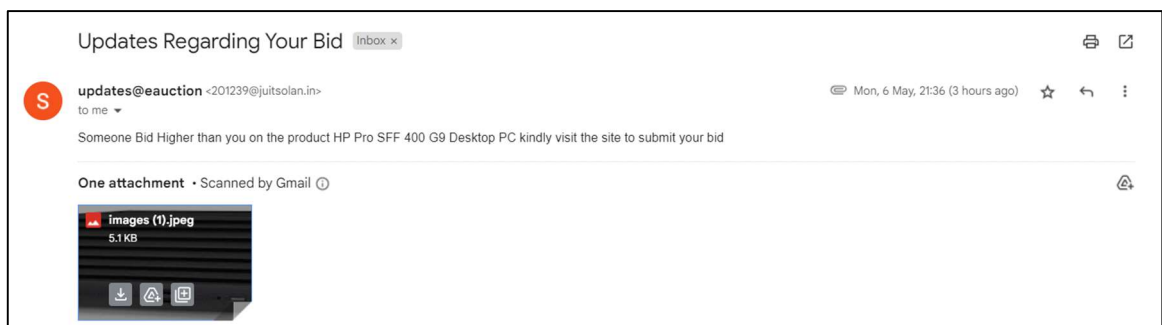 Updates Regarding Your Bid Inbox ×
S
updates@eauction <201239@juitsolan.in> Mon, 6 May, 21:36 (3 hours ago)
to me
Someone Bid Higher than you on the product HP Pro SFF 400 G9 Desktop PC kindly visit the site to submit your bid
One attachment • Scanned by Gmail
images (1).jpeg
5.1 KB